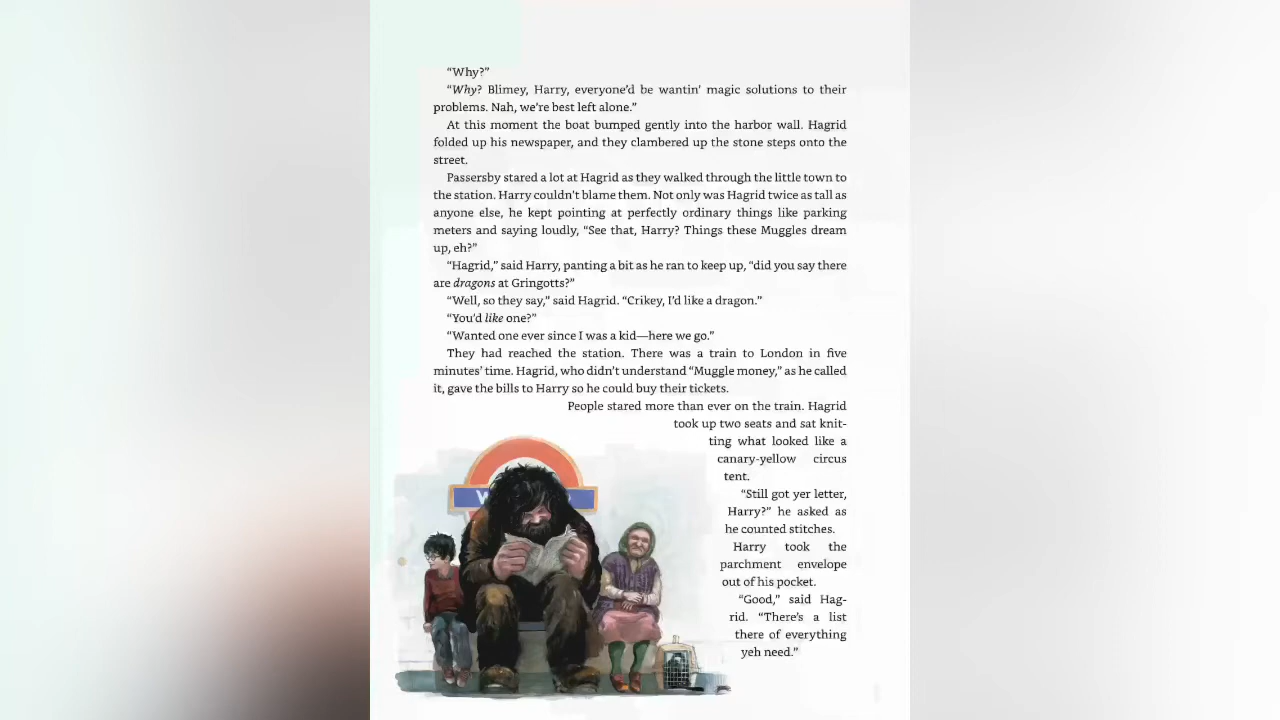 “Why?”
“Why? Blimey, Harry, everyone’d be wantin’ magic solutions to their
problems. Nah, we’re best left alone.”
At this moment the boat bumped gently into the harbor wall. Hagrid
folded up his newspaper, and they clambered up the stone steps onto the
street.
Passersby stared a lot at Hagrid as they walked through the little town to
the station. Harry couldn’t blame them. Not only was Hagrid twice as tall as
anyone else, he kept pointing at perfectly ordinary things like parking
meters and saying loudly, “See that, Harry? Things these Muggles dream
up, eh?”
“Hagrid,” said Harry, panting a bit as he ran to keep up, “did you say there
are dragons at Gringotts?”
“Well, so they say,” said Hagrid. “Crikey, I’d like a dragon.”
“You’d like one?”
“Wanted one ever since I was a kid—here we go.”
They had reached the station. There was a train to London in five
minutes’ time. Hagrid, who didn’t understand “Muggle money,” as he called
it, gave the bills to Harry so he could buy their tickets.
People stared more than ever on the train. Hagrid
took up two seats and sat knit-
ting what looked like a
canary-yellow circus
tent.
“Still got yer letter,
Harry?” he asked as
he counted stitches.
Harry took the
parchment envelope
out of his pocket.
“Good,” said Hag-
rid. “There’s a list
there of everything
yeh need.”